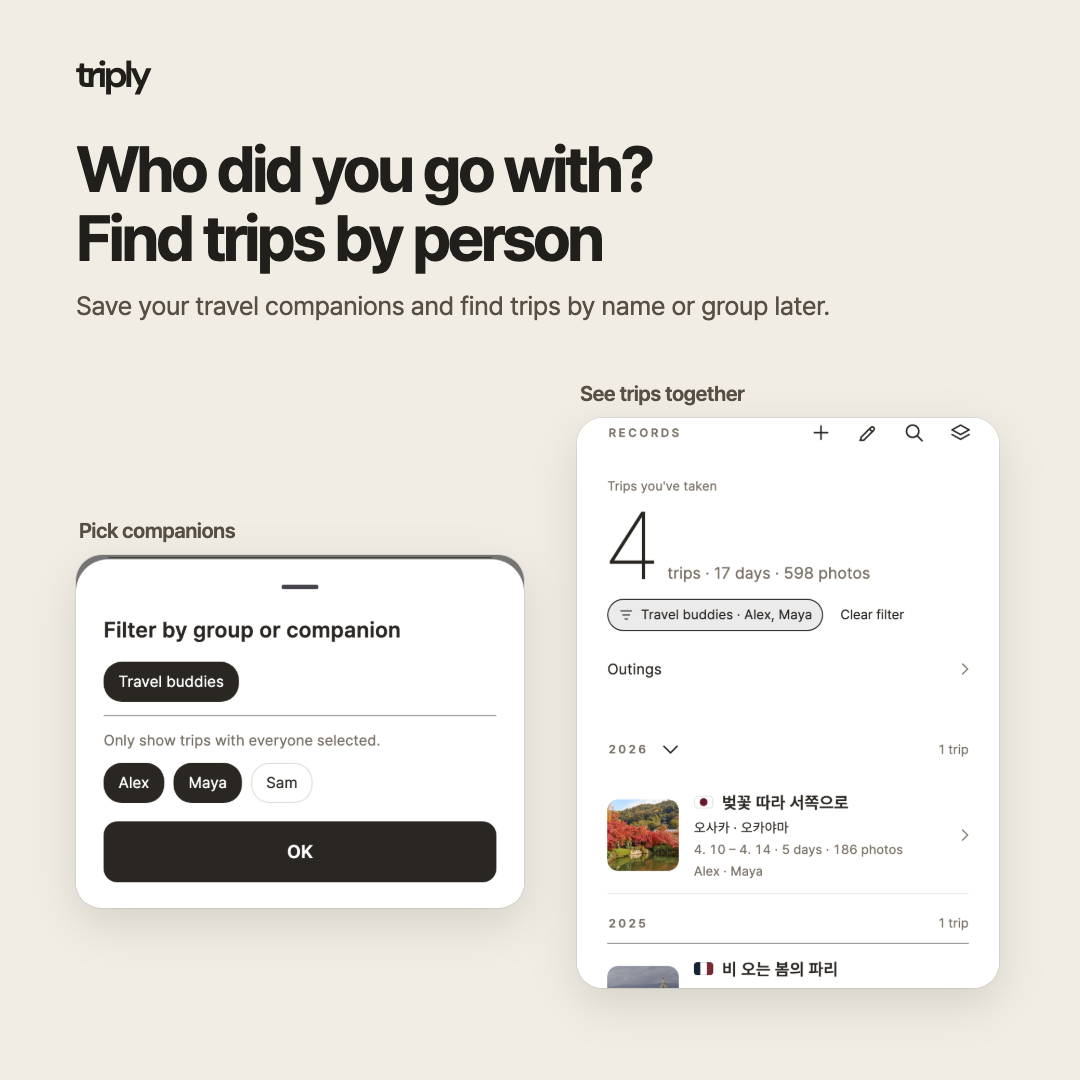 triply
Who did you go with?
Find trips by person
Save your travel companions and find trips by name or group later.
Pick companions
Filter by group or companion
Travel buddies
Only show trips with everyone selected.
Alex
Maya
Sam
OK
See trips together
RECORDS
Trips you've taken
4 trips · 17 days · 598 photos
Travel buddies · Alex, Maya
Clear filter
Outings
2026
1 trip
벚꽃 따라 서쪽으로
오사카 · 오카야마
4. 10 – 4. 14 · 5 days · 186 photos
Alex · Maya
2025
1 trip
비 오는 봄의 파리